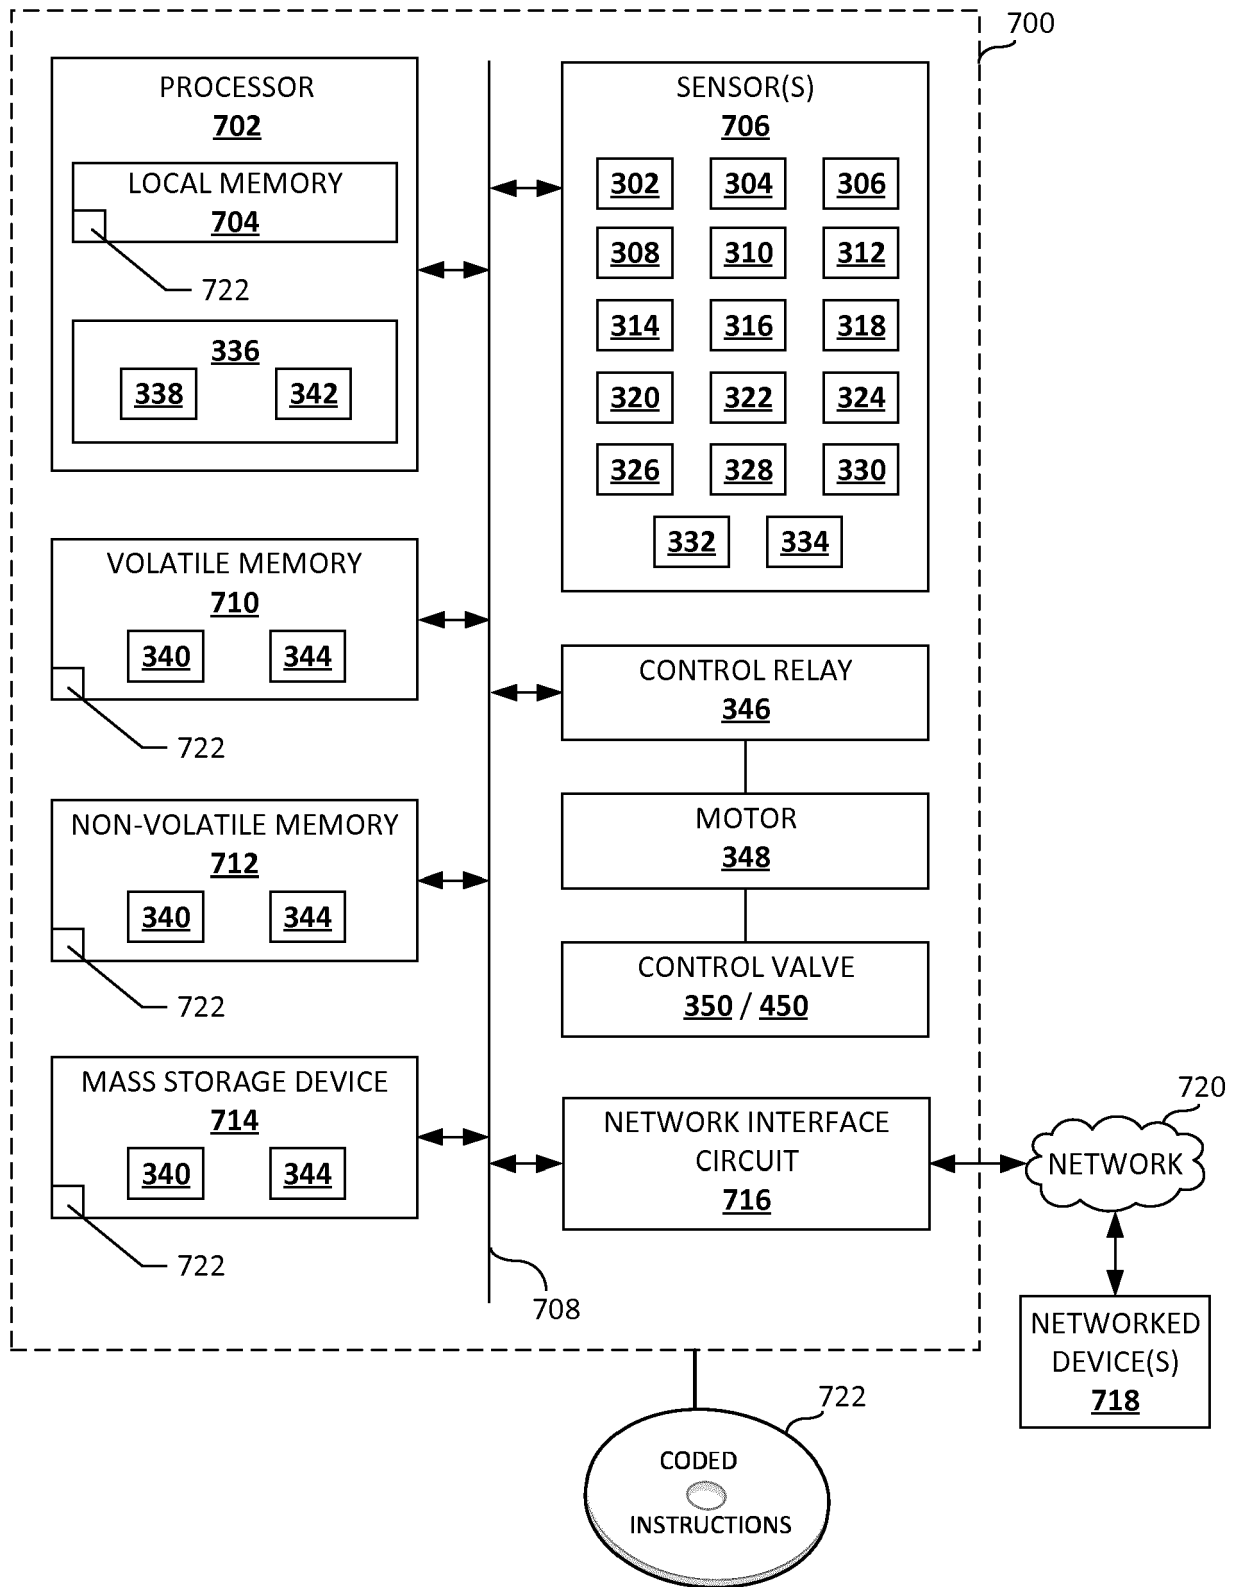 700
PROCESSOR
702
LOCAL MEMORY
704
722
336
338 342
SENSOR(S)
706
302 304 306
308 310 312
314 316 318
320 322 324
326 328 330
332 334
VOLATILE MEMORY
710
340 344
722
CONTROL RELAY
346
MOTOR
348
NON-VOLATILE MEMORY
712
340 344
722
CONTROL VALVE
350 / 450
MASS STORAGE DEVICE
714
340 344
722
NETWORK INTERFACE
CIRCUIT
716
708
720
NETWORK
NETWORKED
DEVICE(S)
718
722
CODED
INSTRUCTIONS